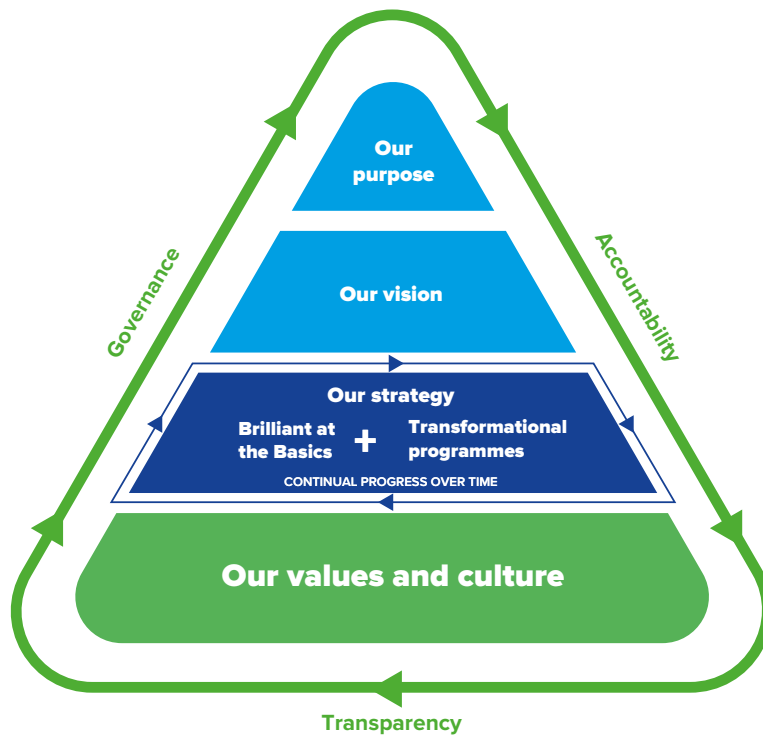 Our
purpose
Governance
Accountability
Our vision
Our strategy
Brilliant at
the Basics
+
Transformational
programmes
CONTINUAL PROGRESS OVER TIME
Our values and culture
Transparency